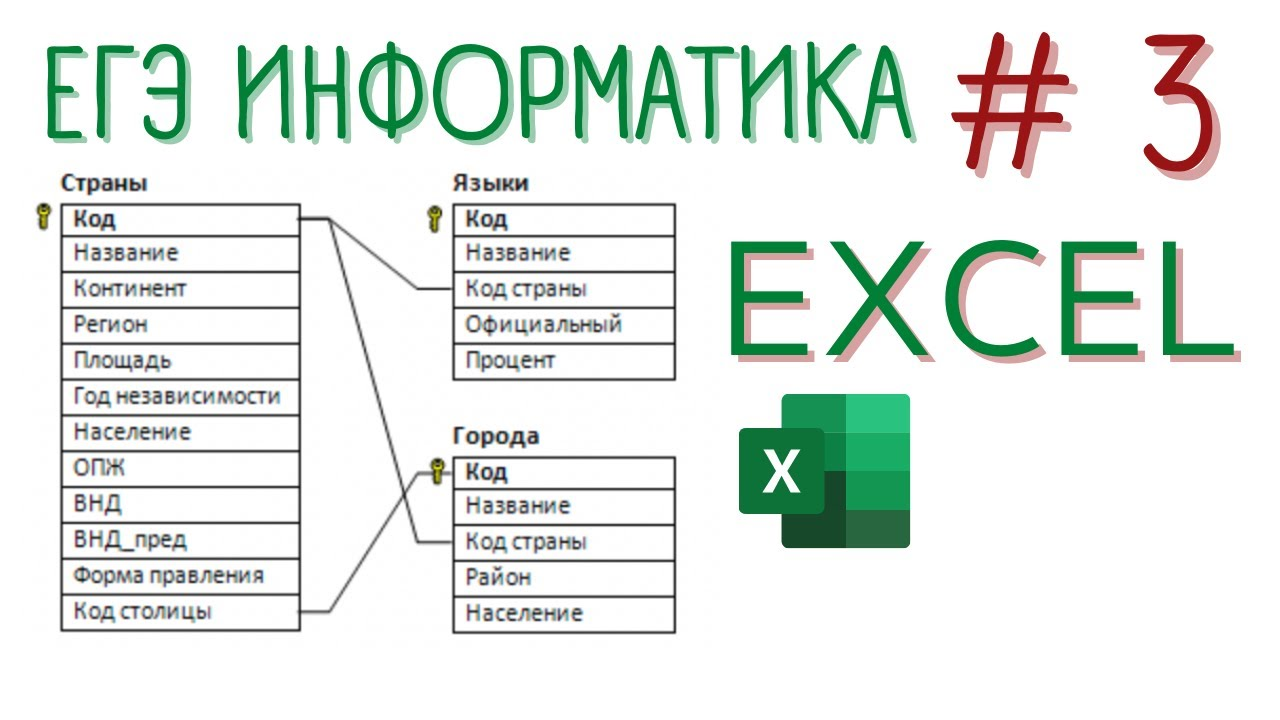 ЕГЭ ИНФОРМАТИКА # 3
Страны
Код
Название
Континент
Регион
Площадь
Год независимости
Население
ОПЖ
ВНД
ВНД_пред
Форма правления
Код столицы
Языки
Код
Название
Код страны
Официальный
Процент
Города
Код
Название
Код страны
Район
Население
EXCEL
X